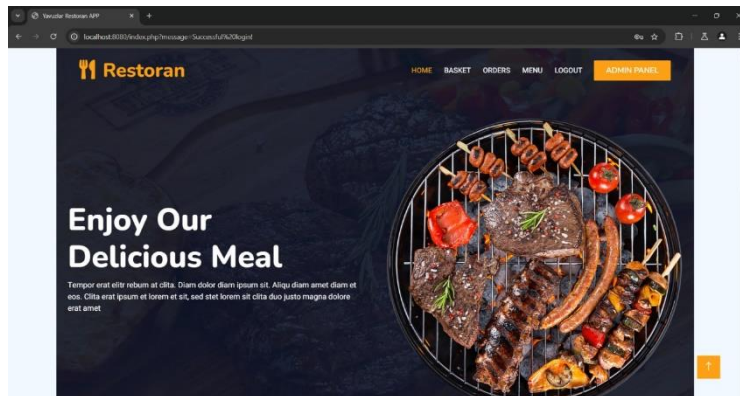 Yavuzlar Restoran APP
localhost:8080/index.php?message=Successful%20login!
Restoran
HOME BASKET ORDERS MENU LOGOUT ADMIN PANEL
Enjoy Our
Delicious Meal
Tempor erat elitr rebum at clita. Diam dolor diam ipsum sit. Aliqu diam amet diam et
eos. Clita erat ipsum et lorem et sit, sed stet lorem sit clita duo justo magna dolore
erat amet